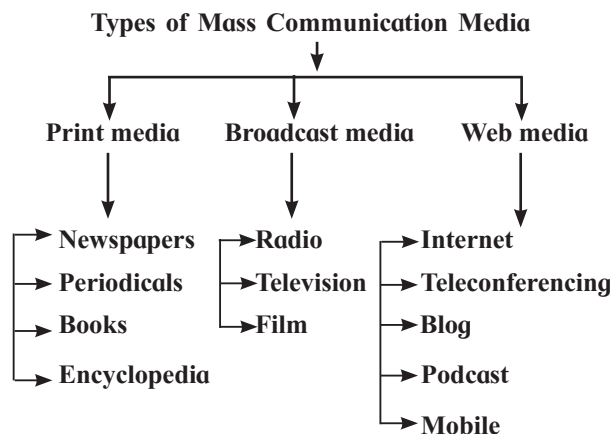 Types of Mass Communication Media
Print media
Broadcast media
Web media
Newspapers
Periodicals
Books
Encyclopedia
Radio
Television
Film
Internet
Teleconferencing
Blog
Podcast
Mobile